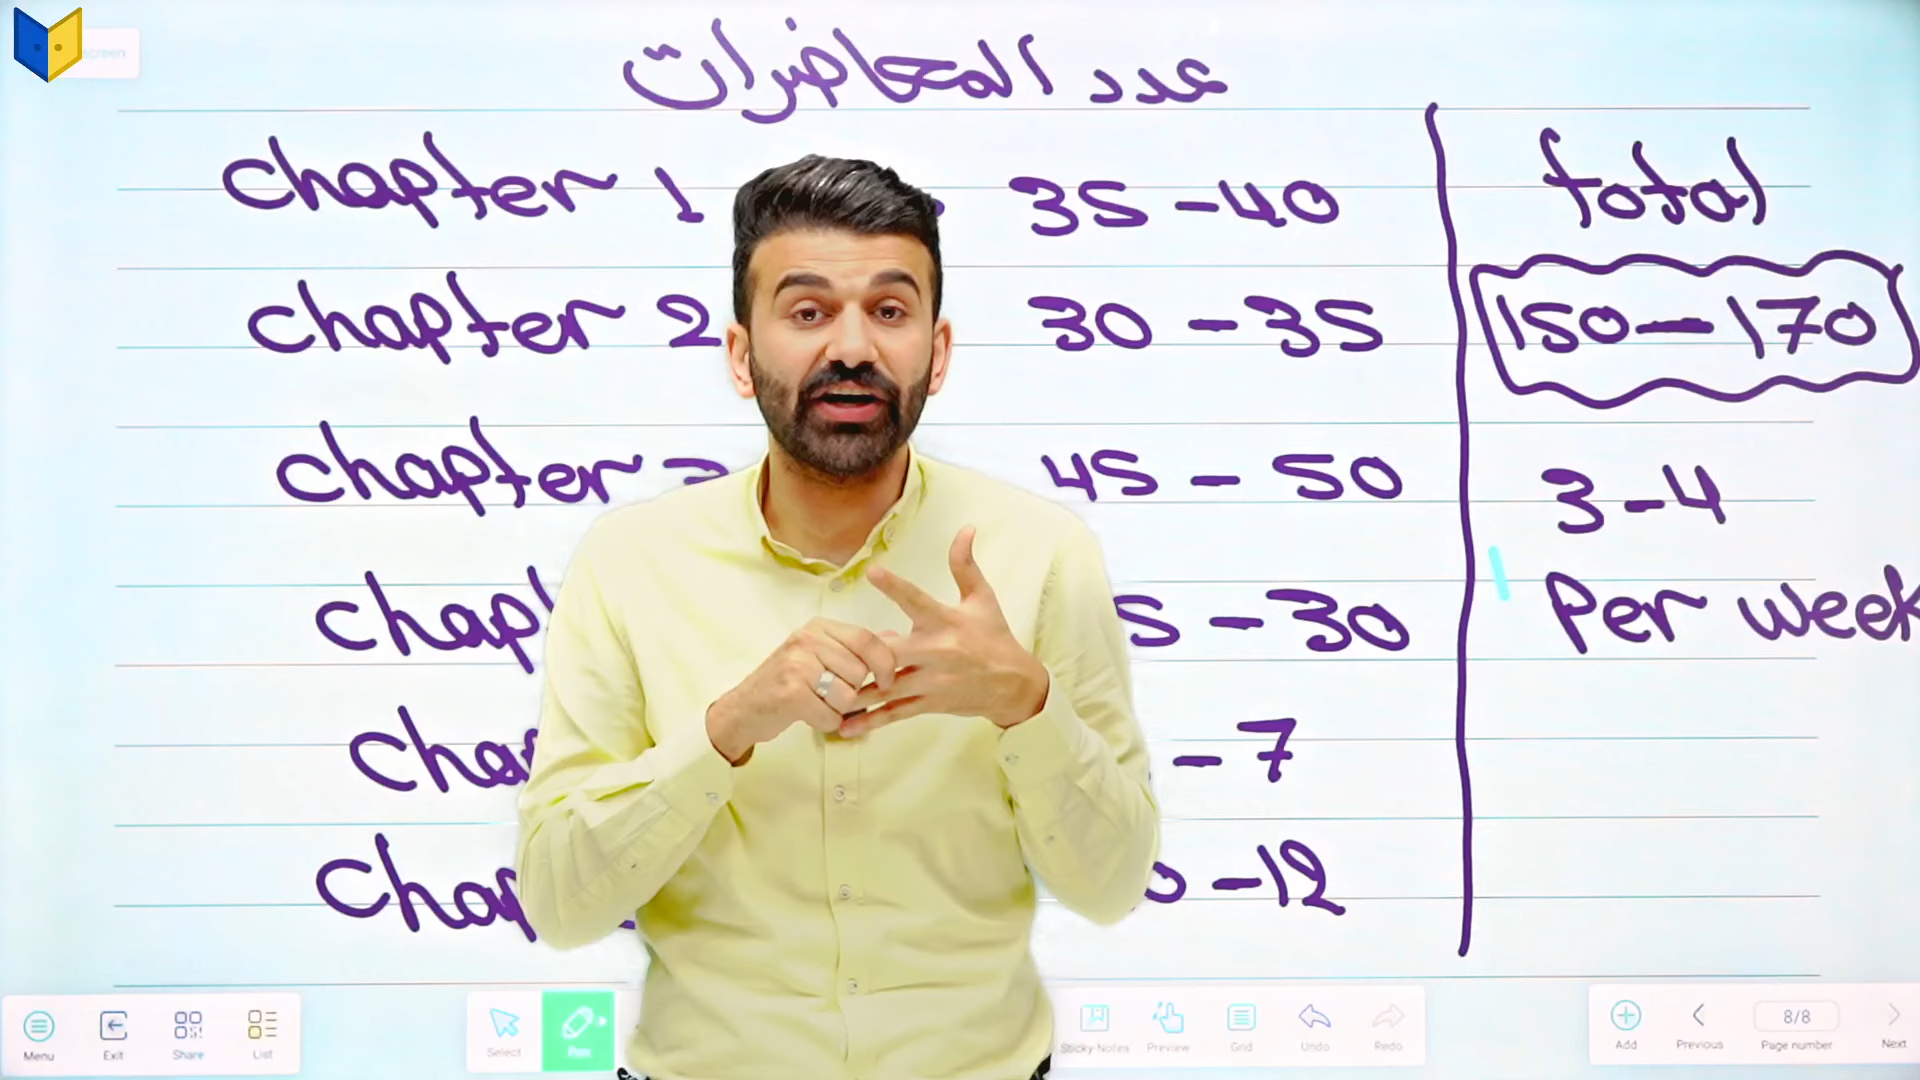 screen
عدد المحاضرات
chapter 1 35-40
chapter 2 30-35
chapter 45-50
-30
-7
-12
total
150-170
3-4
Per week
Menu Exit Share List Select Pen Sticky-Notes Preview Grid Undo Redo Add Previous 8/8 Page number Next